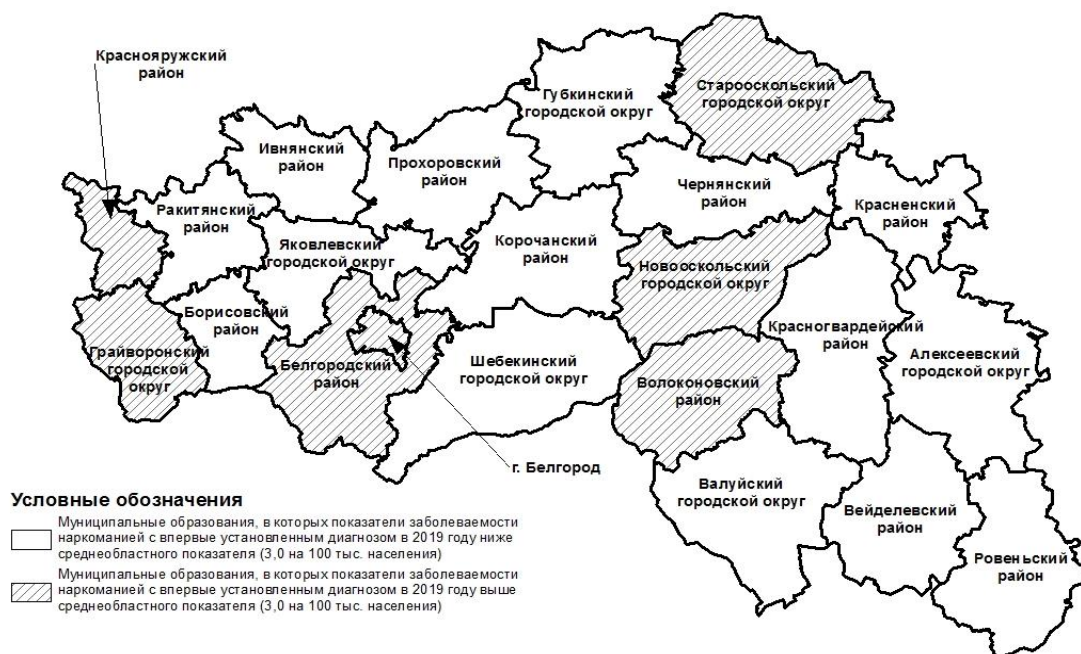 Краснояружский
район
Губкинский
городской округ
Старооскольский
городской округ
Ивнянский
район
Прохоровский
район
Чернянский
район
Красненский
район
Ракитянский
район
Яковлевский
городской округ
Корочанский
район
Новооскольский
городской округ
Борисовский
район
Красногвардейский
район
Алексеевский
городской округ
Грайворонский
городской
округ
Белгородский
район
Шебекинский
городской округ
Волоконовский
район
г. Белгород
Валуйский
городской округ
Вейделевский
район
Ровеньский
район
Условные обозначения
Муниципальные образования, в которых показатели заболеваемости
наркоманией с впервые установленным диагнозом в 2019 году ниже
среднеобластного показателя (3,0 на 100 тыс. населения)
Муниципальные образования, в которых показатели заболеваемости
наркоманией с впервые установленным диагнозом в 2019 году выше
среднеобластного показателя (3,0 на 100 тыс. населения)